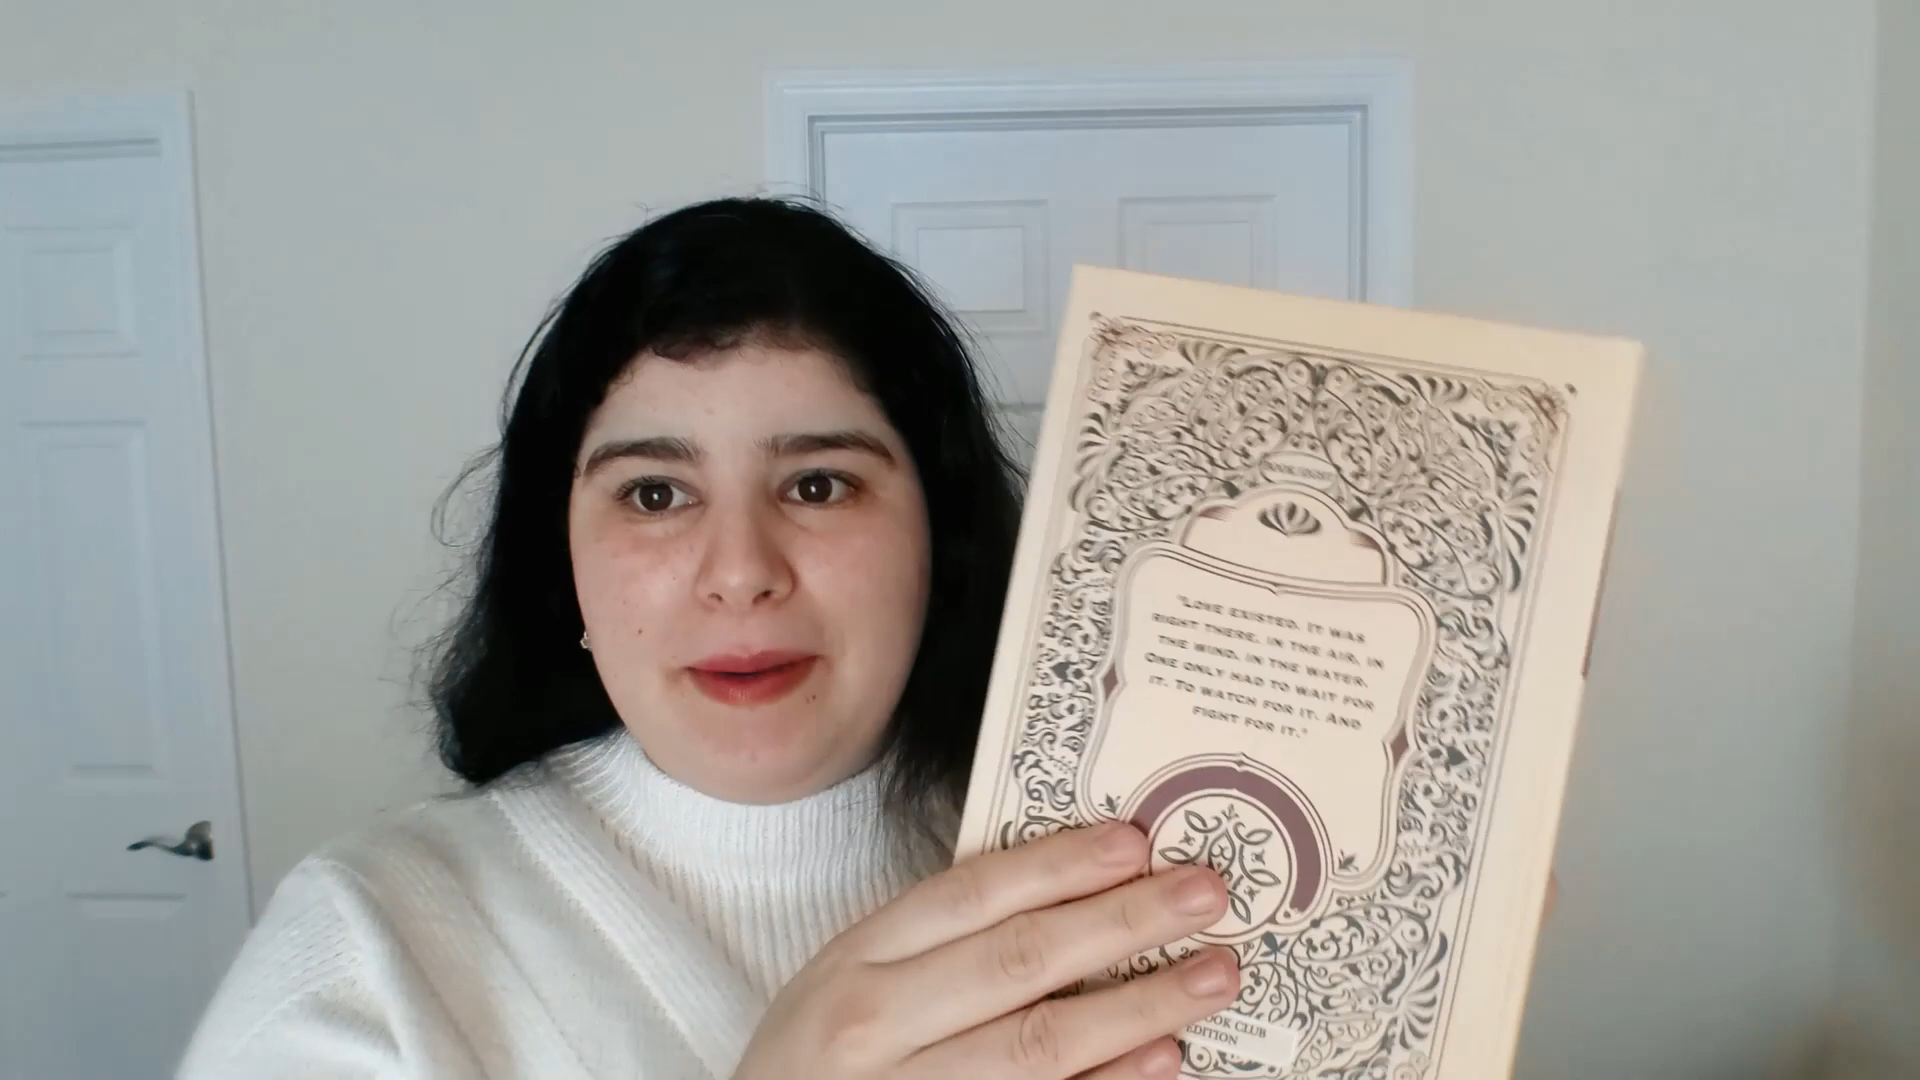 "LOVE EXISTED. IT WAS
RIGHT THERE, IN THE AIR, IN
THE WIND, IN THE WATER.
ONE ONLY HAD TO WAIT FOR
IT. TO WATCH FOR IT. AND
FIGHT FOR IT."
BOOK CLUB
EDITION